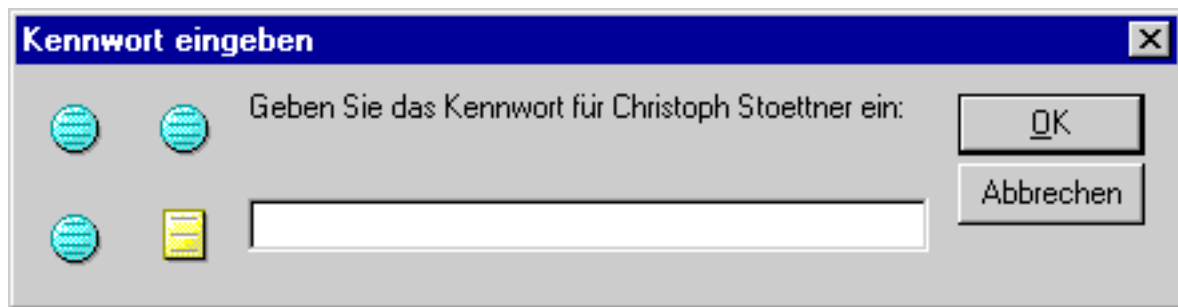 Kennwort eingeben
Geben Sie das Kennwort für Christoph Stoettner ein:
OK
Abbrechen